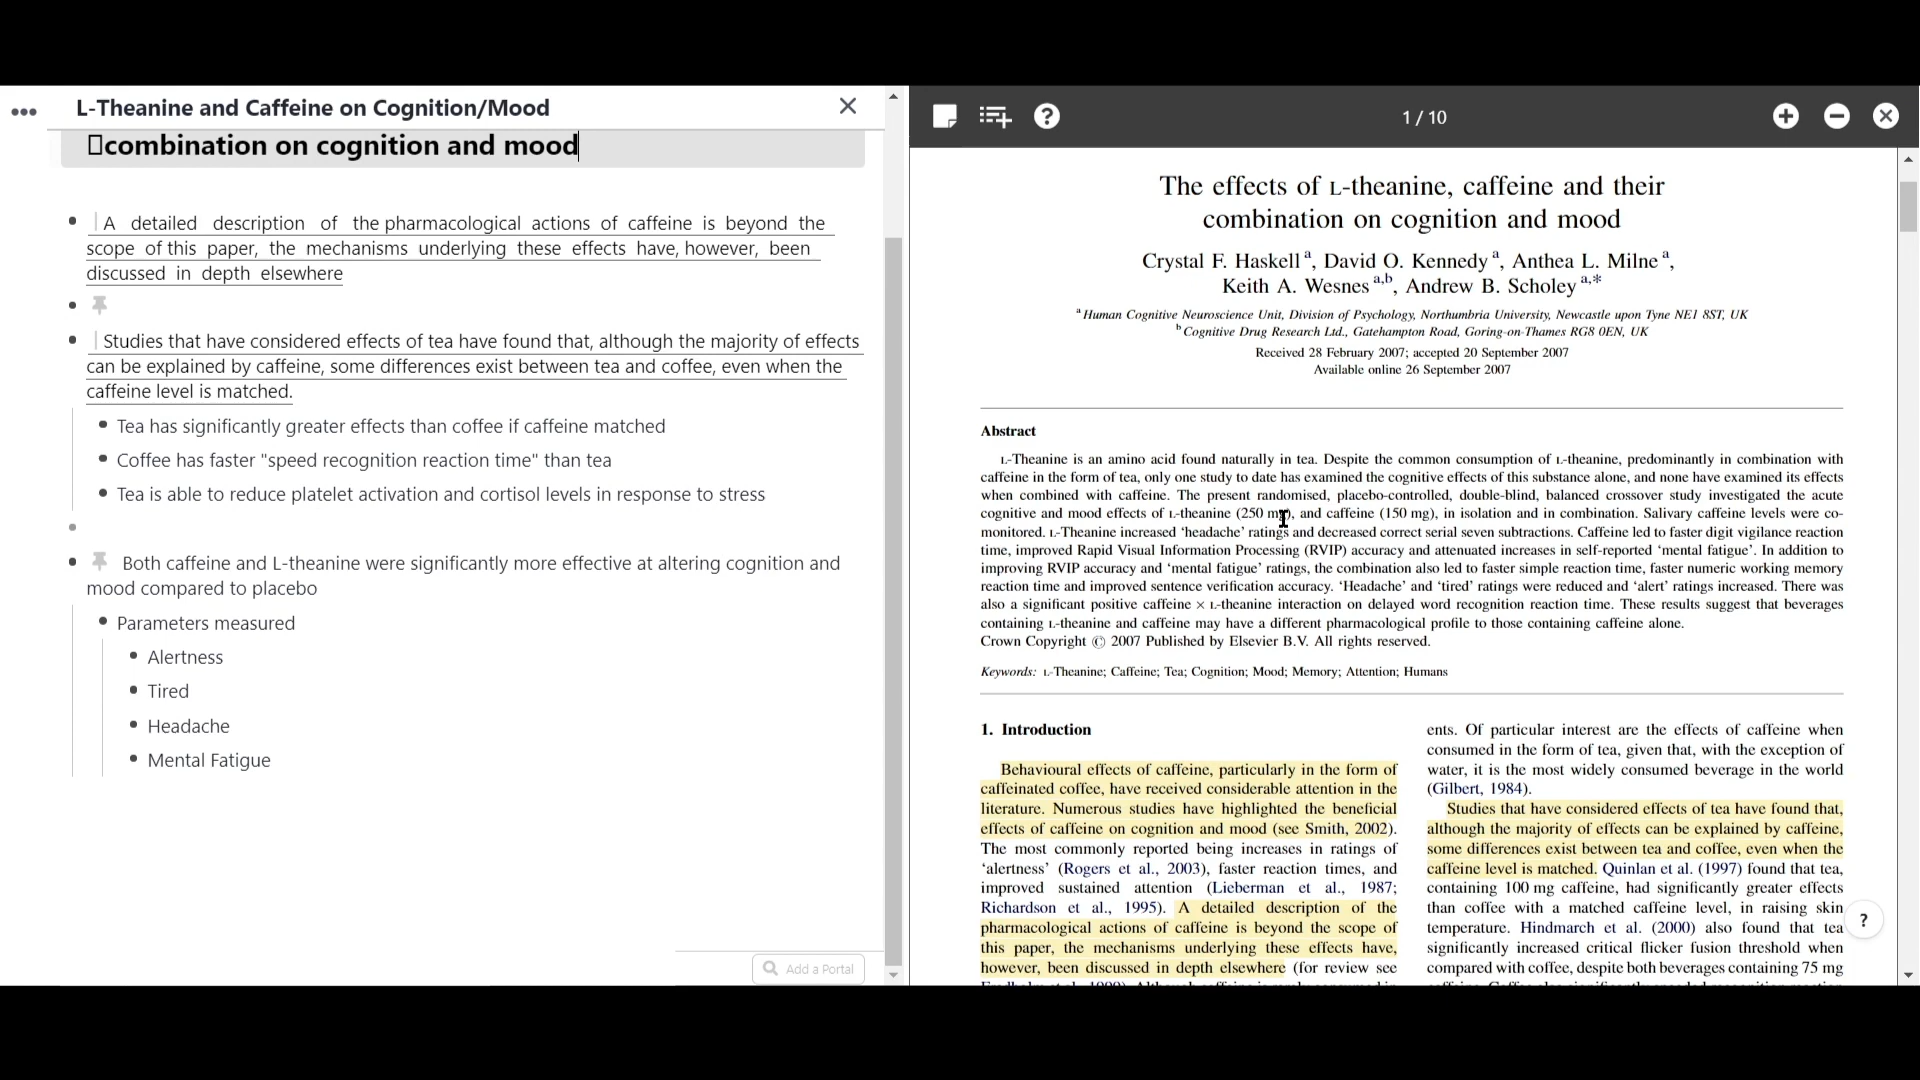 L-Theanine and Caffeine on Cognition/Mood
combination on cognition and mood
A detailed description of the pharmacological actions of caffeine is beyond the
scope of this paper, the mechanisms underlying these effects have, however, been
discussed in depth elsewhere
Studies that have considered effects of tea have found that, although the majority of effects
can be explained by caffeine, some differences exist between tea and coffee, even when the
caffeine level is matched.
Tea has significantly greater effects than coffee if caffeine matched
Coffee has faster "speed recognition reaction time" than tea
Tea is able to reduce platelet activation and cortisol levels in response to stress
Both caffeine and L-theanine were significantly more effective at altering cognition and
mood compared to placebo
Parameters measured
Alertness
Tired
Headache
Mental Fatigue
Add a Portal
1 / 10
The effects of L-theanine, caffeine and their
combination on cognition and mood
Crystal F. Haskell a, David O. Kennedy a, Anthea L. Milne a,
Keith A. Wesnes a,b, Andrew B. Scholey a,*
a Human Cognitive Neuroscience Unit, Division of Psychology, Northumbria University, Newcastle upon Tyne NE1 8ST, UK
b Cognitive Drug Research Ltd., Gatehampton Road, Goring-on-Thames RG8 0EN, UK
Received 28 February 2007; accepted 20 September 2007
Available online 26 September 2007
Abstract
L-Theanine is an amino acid found naturally in tea. Despite the common consumption of L-theanine, predominantly in combination with
caffeine in the form of tea, only one study to date has examined the cognitive effects of this substance alone, and none have examined its effects
when combined with caffeine. The present randomised, placebo-controlled, double-blind, balanced crossover study investigated the acute
cognitive and mood effects of L-theanine (250 mg), and caffeine (150 mg), in isolation and in combination. Salivary caffeine levels were co-
monitored. L-Theanine increased 'headache' ratings and decreased correct serial seven subtractions. Caffeine led to faster digit vigilance reaction
time, improved Rapid Visual Information Processing (RVIP) accuracy and attenuated increases in self-reported 'mental fatigue'. In addition to
improving RVIP accuracy and 'mental fatigue' ratings, the combination also led to faster simple reaction time, faster numeric working memory
reaction time and improved sentence verification accuracy. 'Headache' and 'tired' ratings were reduced and 'alert' ratings increased. There was
also a significant positive caffeine × L-theanine interaction on delayed word recognition reaction time. These results suggest that beverages
containing L-theanine and caffeine may have a different pharmacological profile to those containing caffeine alone.
Crown Copyright © 2007 Published by Elsevier B.V. All rights reserved.
Keywords: L-Theanine; Caffeine; Tea; Cognition; Mood; Memory; Attention; Humans
1. Introduction
Behavioural effects of caffeine, particularly in the form of
caffeinated coffee, have received considerable attention in the
literature. Numerous studies have highlighted the beneficial
effects of caffeine on cognition and mood (see Smith, 2002).
The most commonly reported being increases in ratings of
'alertness' (Rogers et al., 2003), faster reaction times, and
improved sustained attention (Lieberman et al., 1987;
Richardson et al., 1995). A detailed description of the
pharmacological actions of caffeine is beyond the scope of
this paper, the mechanisms underlying these effects have,
however, been discussed in depth elsewhere (for review see
ents. Of particular interest are the effects of caffeine when
consumed in the form of tea, given that, with the exception of
water, it is the most widely consumed beverage in the world
(Gilbert, 1984).
Studies that have considered effects of tea have found that,
although the majority of effects can be explained by caffeine,
some differences exist between tea and coffee, even when the
caffeine level is matched. Quinlan et al. (1997) found that tea,
containing 100 mg caffeine, had significantly greater effects
than coffee with a matched caffeine level, in raising skin
temperature. Hindmarch et al. (2000) also found that tea
significantly increased critical flicker fusion threshold when
compared with coffee, despite both beverages containing 75 mg